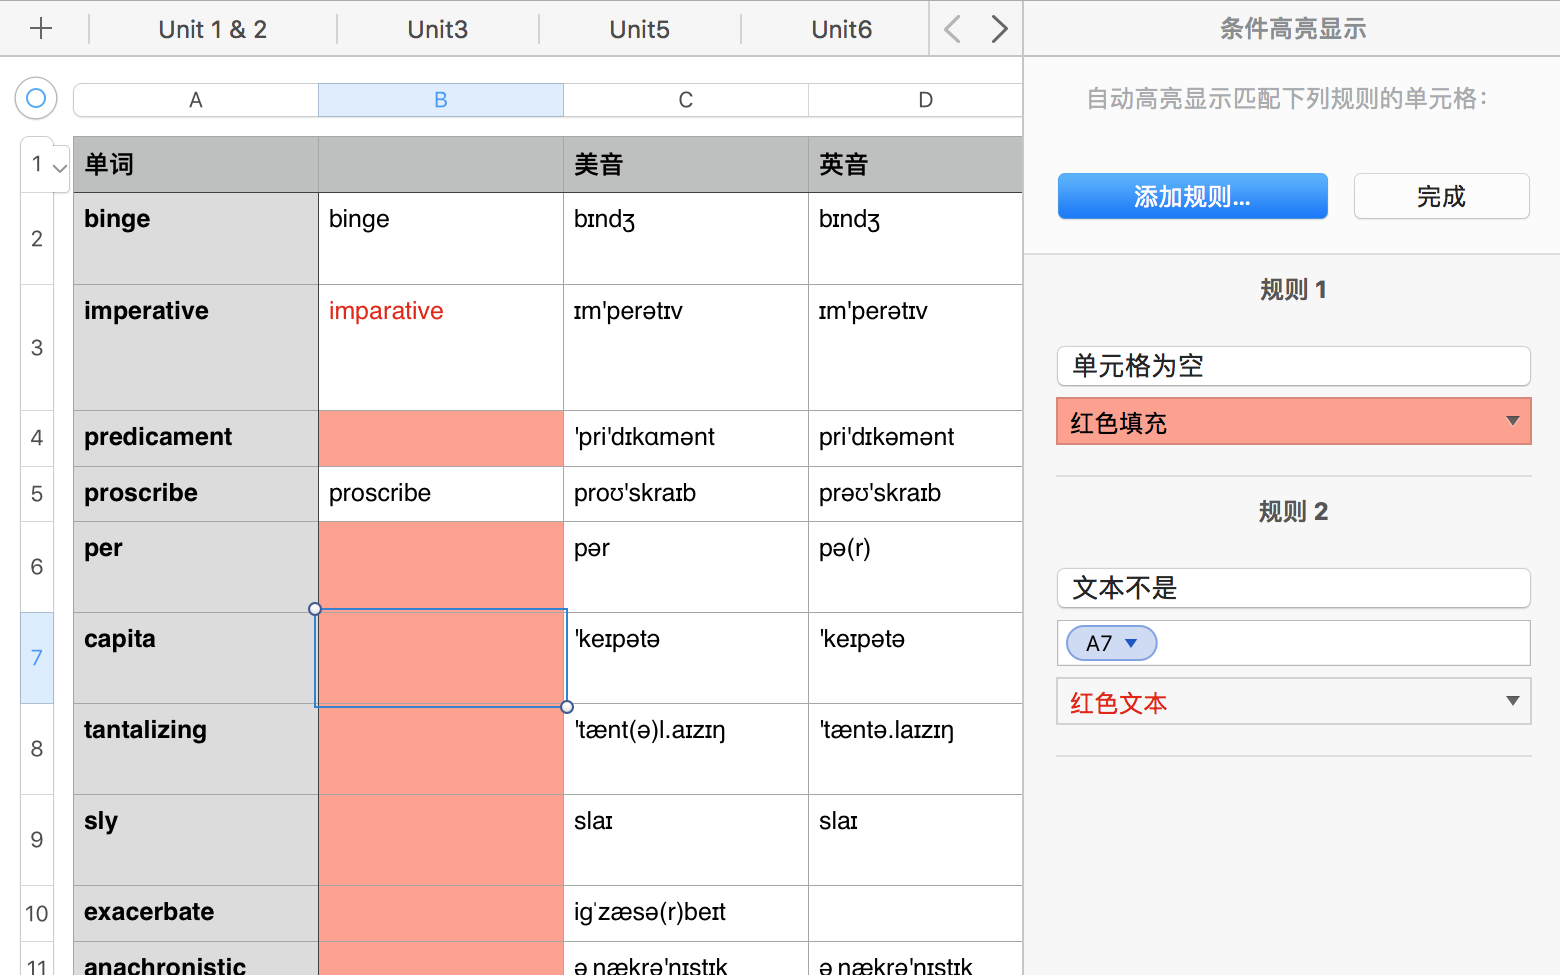 Unit 1 & 2 Unit3 Unit5 Unit6 条件高亮显示
自动高亮显示匹配下列规则的单元格：
A B C D
1 单词 美音 英音
添加规则... 完成
2 binge binge bɪndʒ bɪndʒ
规则 1
3 imperative imparative ɪm'perətɪv ɪm'perətɪv
单元格为空
红色填充
4 predicament 'pri'dɪkɑmənt pri'dɪkəmənt
5 proscribe proscribe proʊ'skraɪb prəʊ'skraɪb
规则 2
6 per pər pə(r)
文本不是
7 capita 'keɪpətə 'keɪpətə
A7
红色文本
8 tantalizing 'tænt(ə)l.aɪzɪŋ 'tæntə.laɪzɪŋ
9 sly slaɪ slaɪ
10 exacerbate iɡˈzæsə(r)beɪt
11 anachronistic ə nækrə'nɪstɪk ə nækrə'nɪstɪk